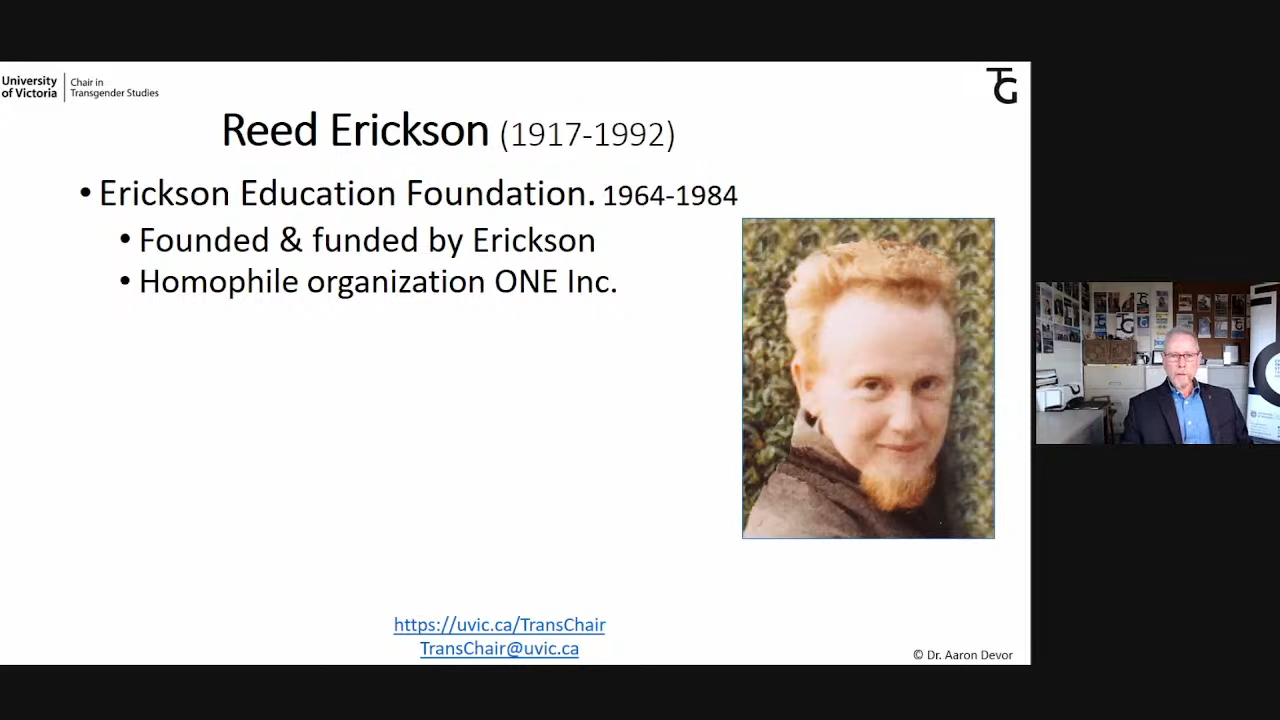 University
of Victoria
Chair in
Transgender Studies
TG
Reed Erickson (1917-1992)
• Erickson Education Foundation. 1964-1984
• Founded & funded by Erickson
• Homophile organization ONE Inc.
https://uvic.ca/TransChair
TransChair@uvic.ca
© Dr. Aaron Devor